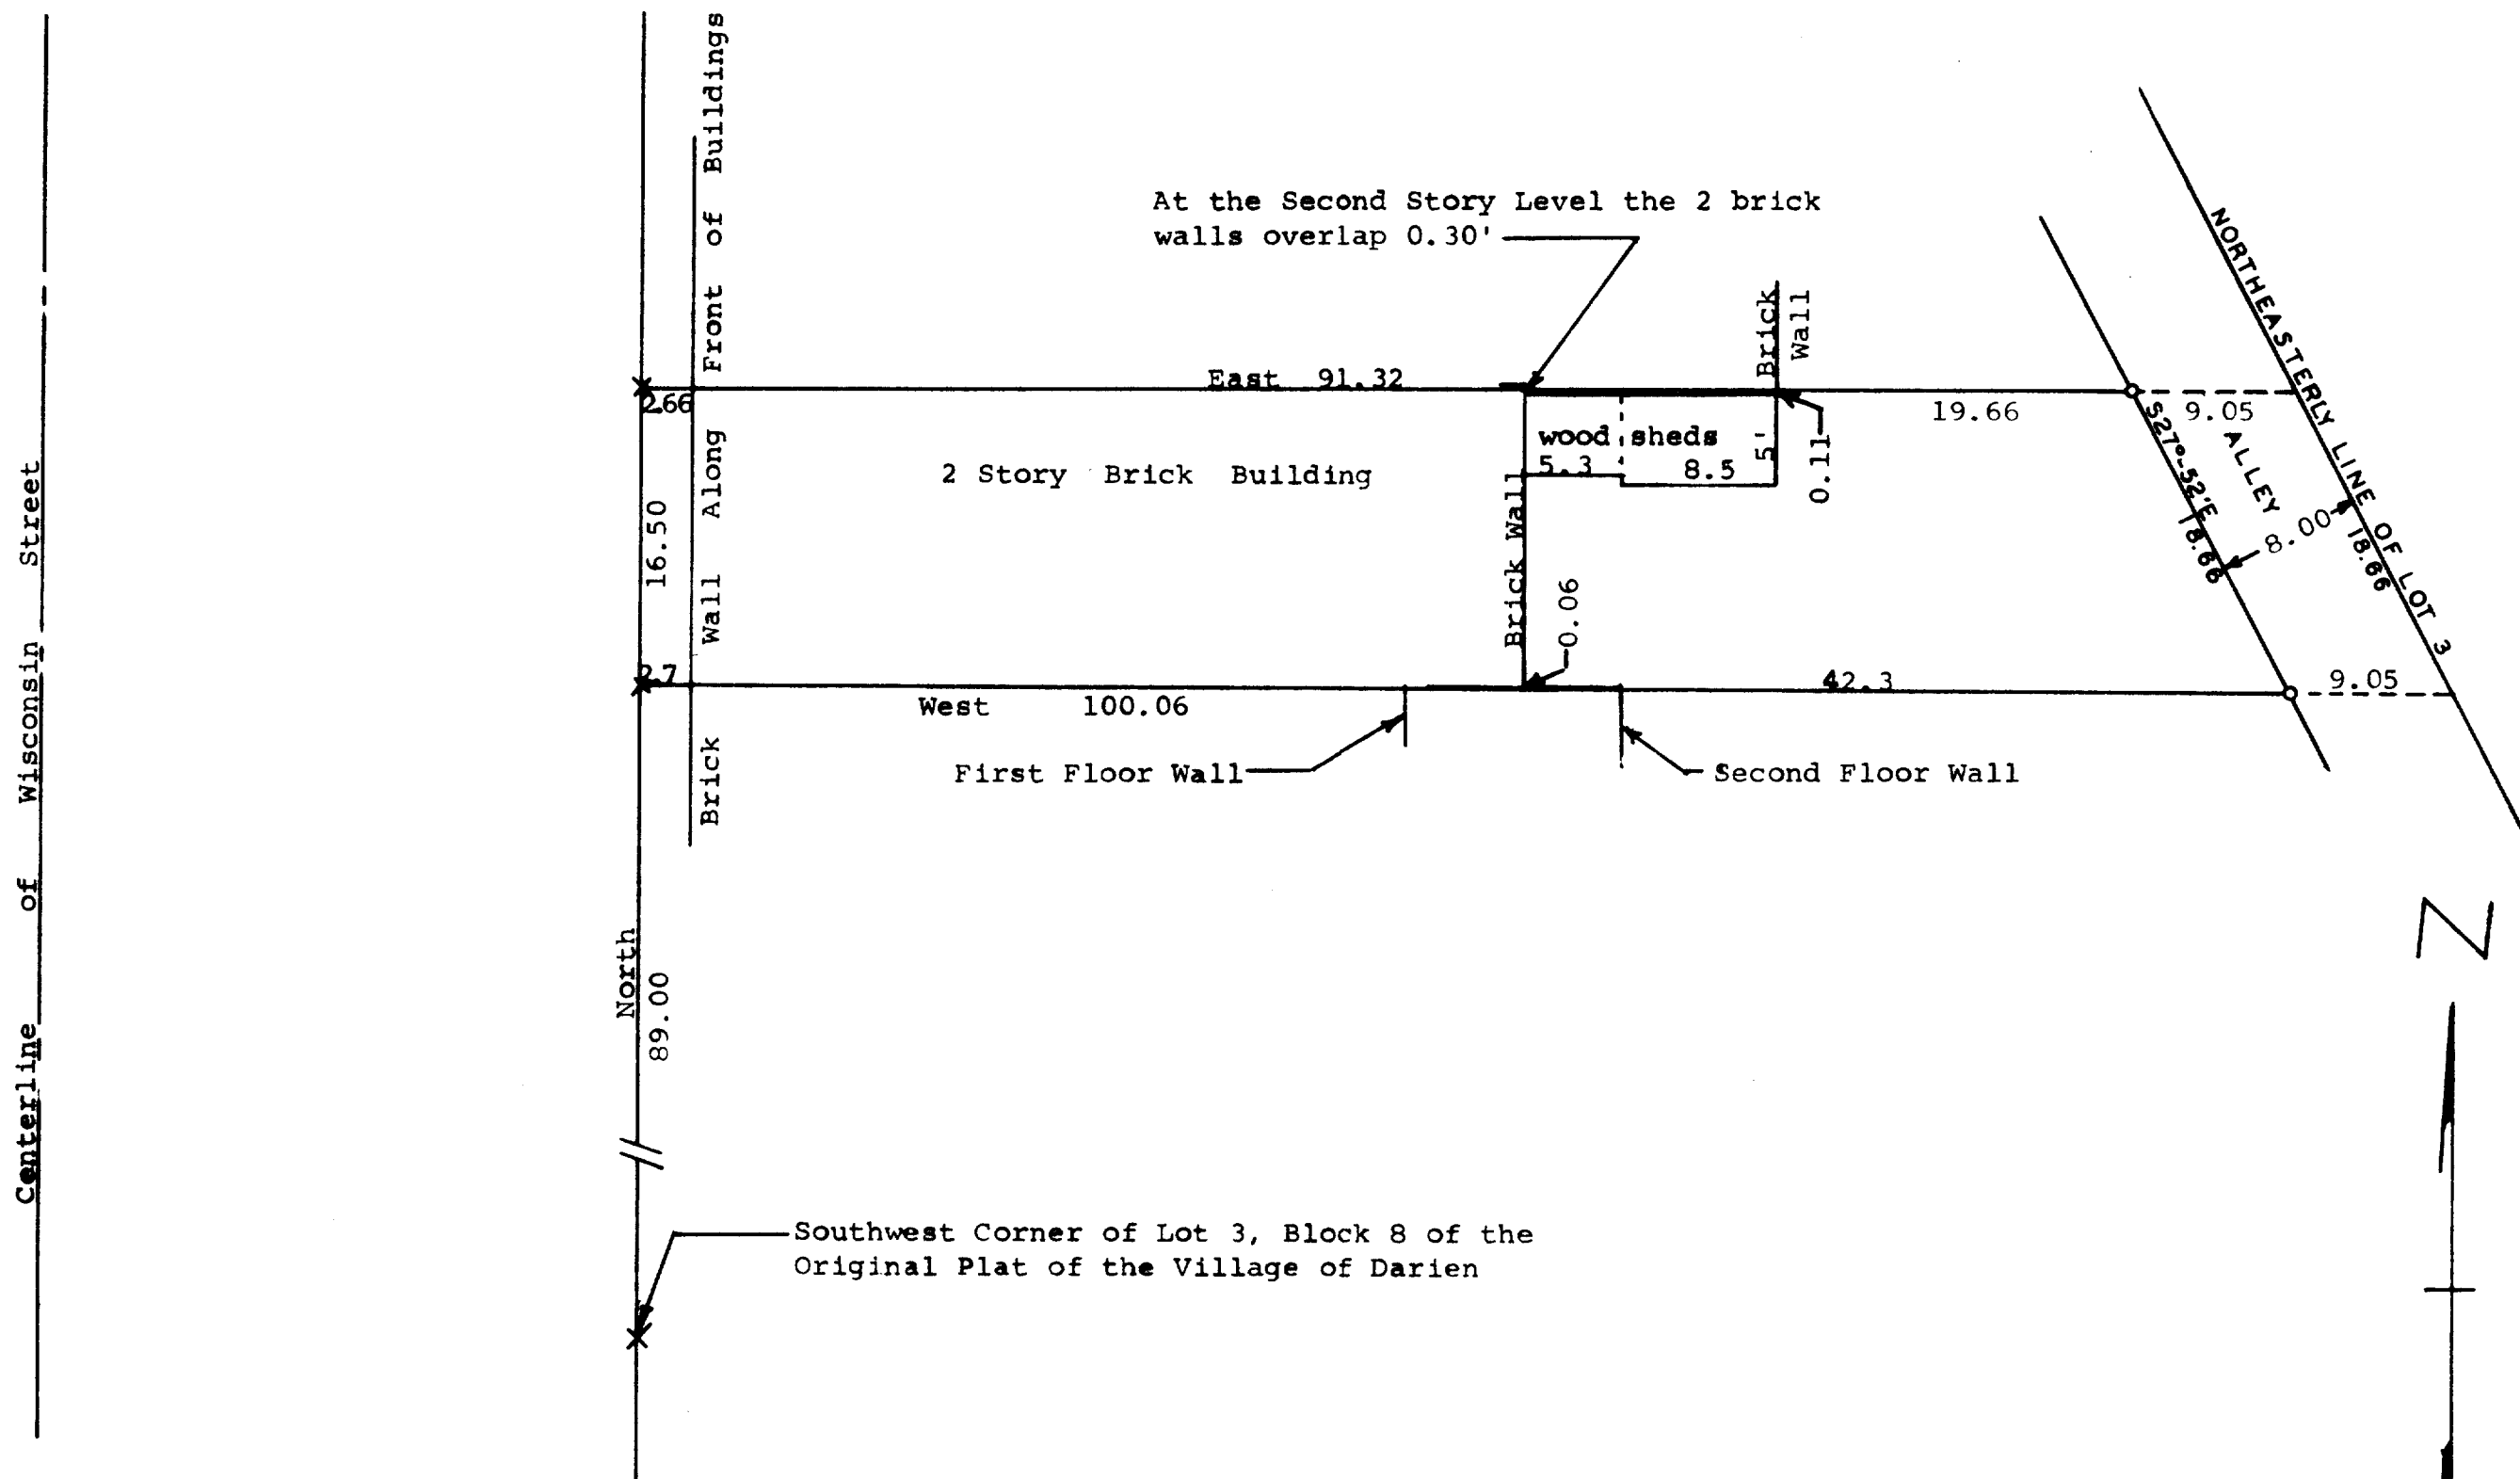 Centerline of Wisconsin Street
Brick Wall Along Front of Buildings
At the Second Story Level the 2 brick
walls overlap 0.30'
Brick
Wall
East 91.32
2.66
19.66
9.05
0.11
wood sheds
5.3
8.5
5'
2 Story Brick Building
16.50
Brick Wall
0.06
S27°-52'E
18.66
ALLEY
8.00
NORTHEASTERLY LINE OF LOT 3
18.66
2.7
West 100.06
42.3
9.05
First Floor Wall
Second Floor Wall
North
89.00
N
Southwest Corner of Lot 3, Block 8 of the
Original Plat of the Village of Darien